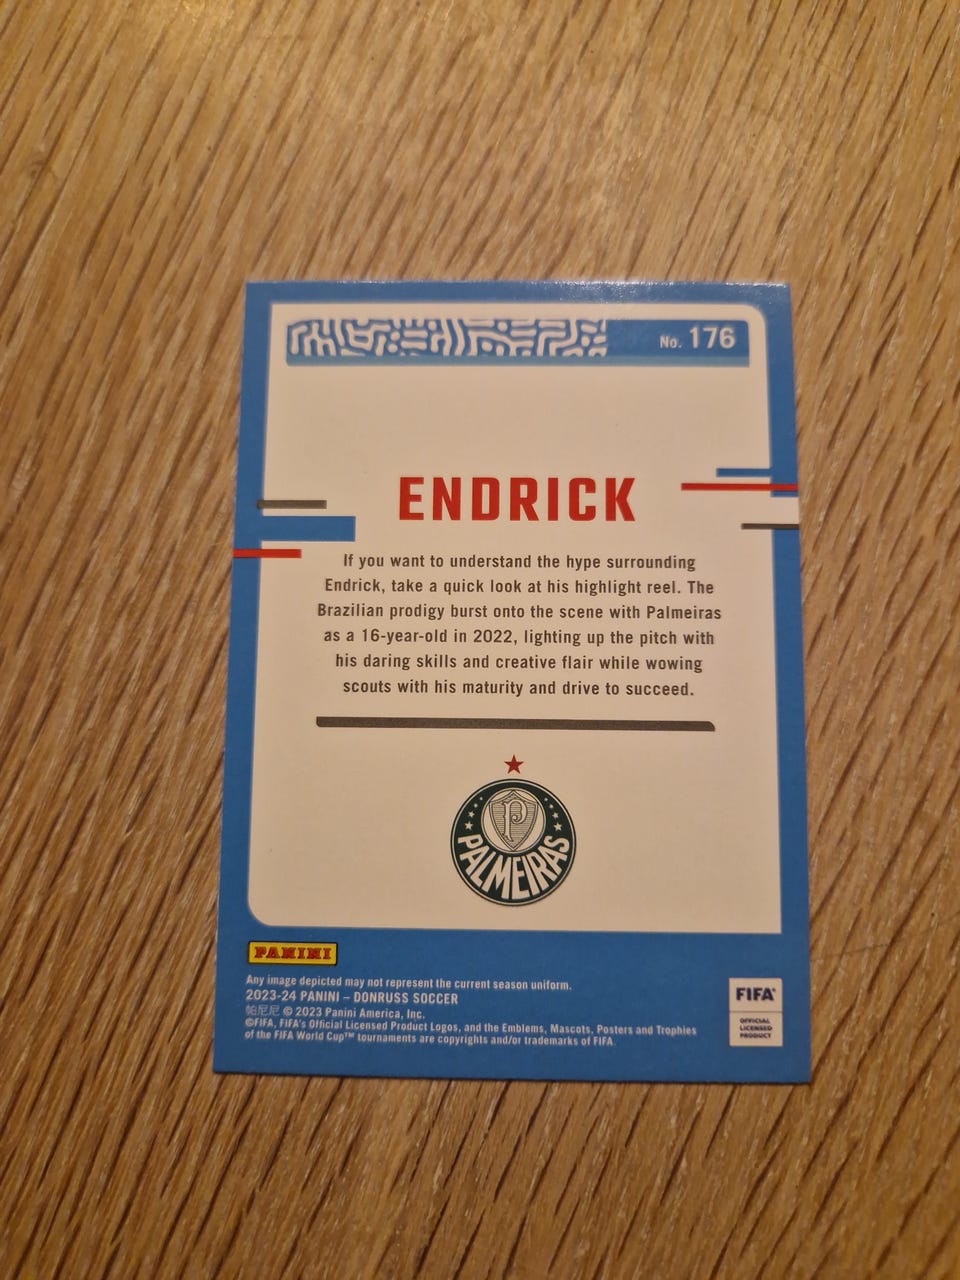 No. 176
ENDRICK
If you want to understand the hype surrounding
Endrick, take a quick look at his highlight reel. The
Brazilian prodigy burst onto the scene with Palmeiras
as a 16-year-old in 2022, lighting up the pitch with
his daring skills and creative flair while wowing
scouts with his maturity and drive to succeed.
P
PALMEIRAS
PANINI
Any image depicted may not represent the current season uniform.
2023-24 PANINI – DONRUSS SOCCER
帕尼尼 © 2023 Panini America, Inc.
©FIFA, FIFA's Official Licensed Product Logos, and the Emblems, Mascots, Posters and Trophies
of the FIFA World Cup™ tournaments are copyrights and/or trademarks of FIFA
FIFA®
OFFICIAL
LICENSED
PRODUCT